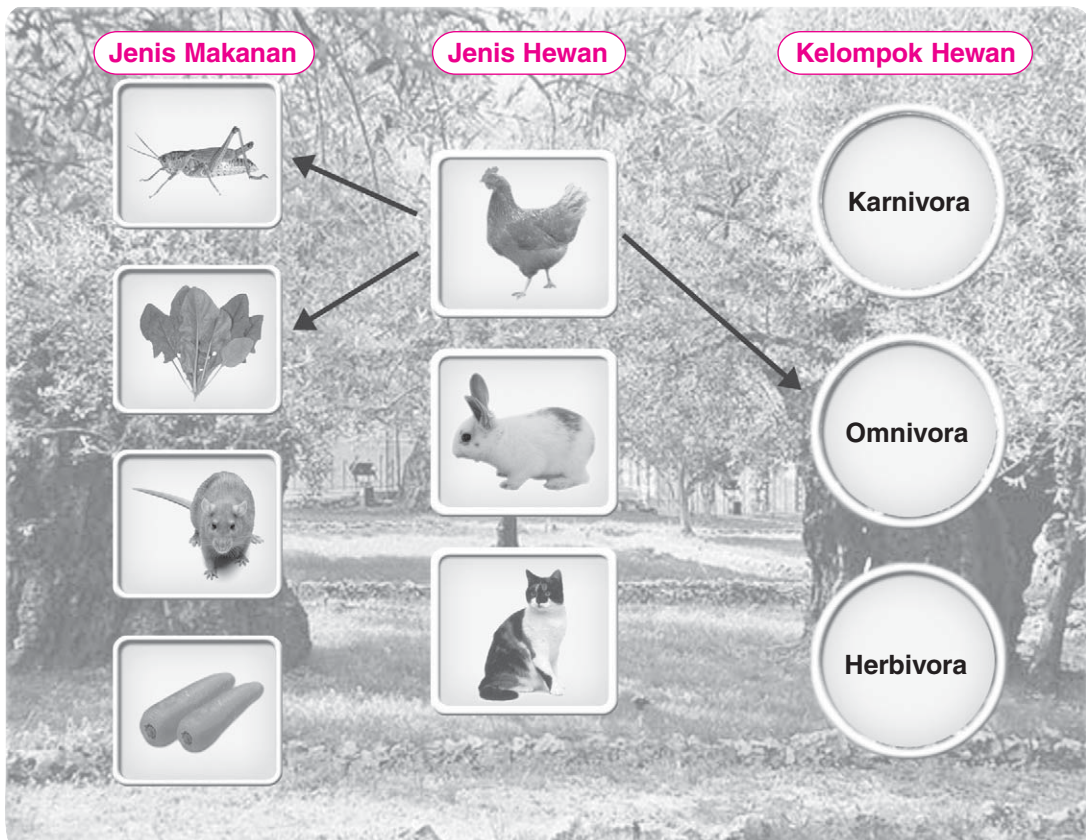 Jenis Makanan
Jenis Hewan
Kelompok Hewan
Karnivora
Omnivora
Herbivora